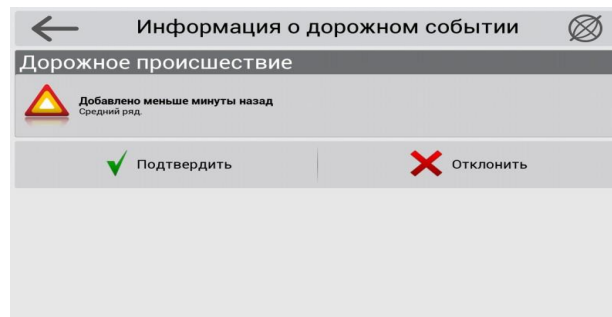 Информация о дорожном событии
Дорожное происшествие
Добавлено меньше минуты назад
Средний ряд.
Подтвердить
Отклонить